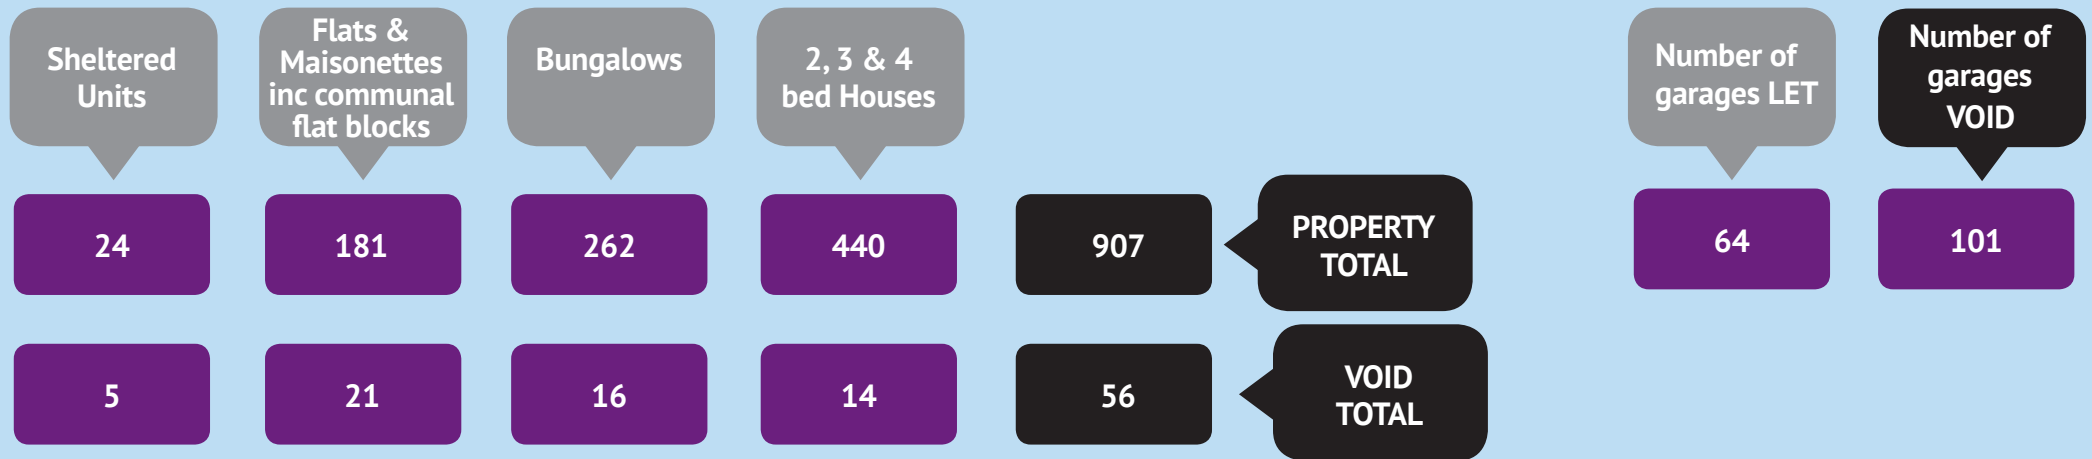 Sheltered
Units
Flats &
Maisonettes
inc communal
flat blocks
Bungalows
2, 3 & 4
bed Houses
Number of
garages LET
Number of
garages
VOID
24
181
262
440
907
PROPERTY
TOTAL
64
101
5
21
16
14
56
VOID
TOTAL